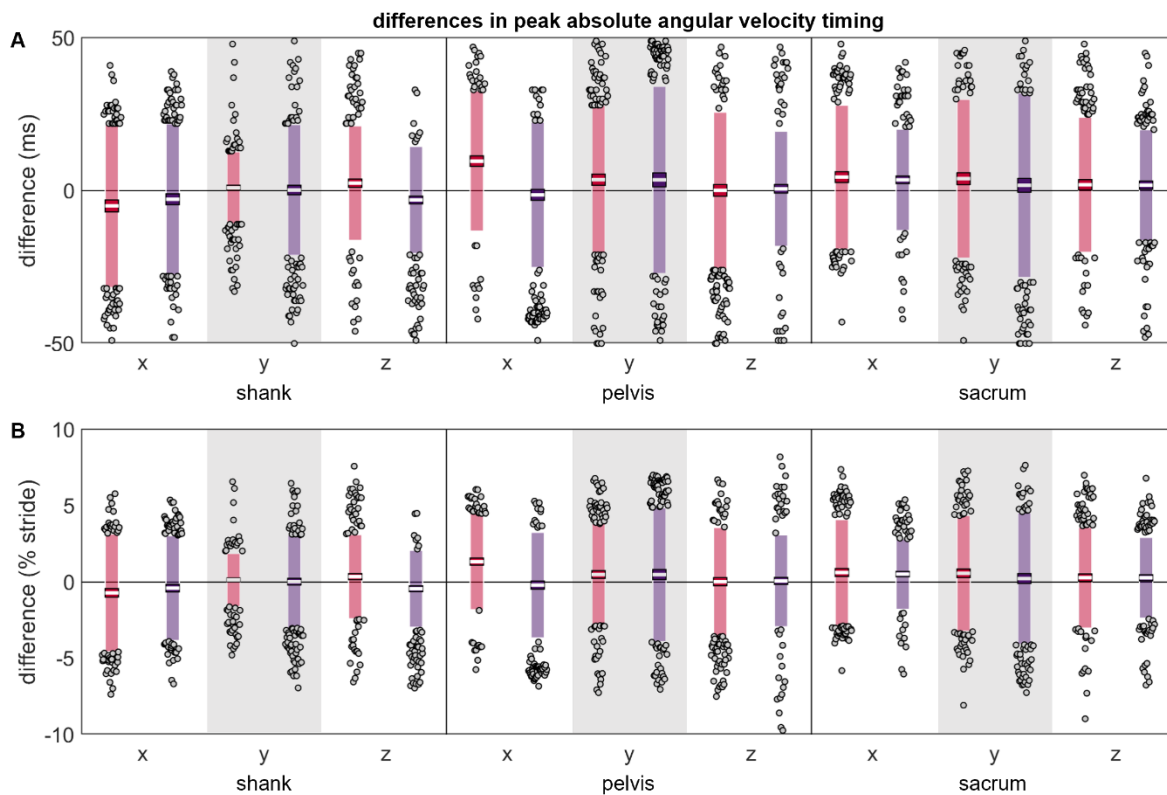 differences in peak absolute angular velocity timing
A
50
0
-50
difference (ms)
x y z x y z x y z
shank pelvis sacrum
B
10
5
0
-5
-10
difference (% stride)
x y z x y z x y z
shank pelvis sacrum